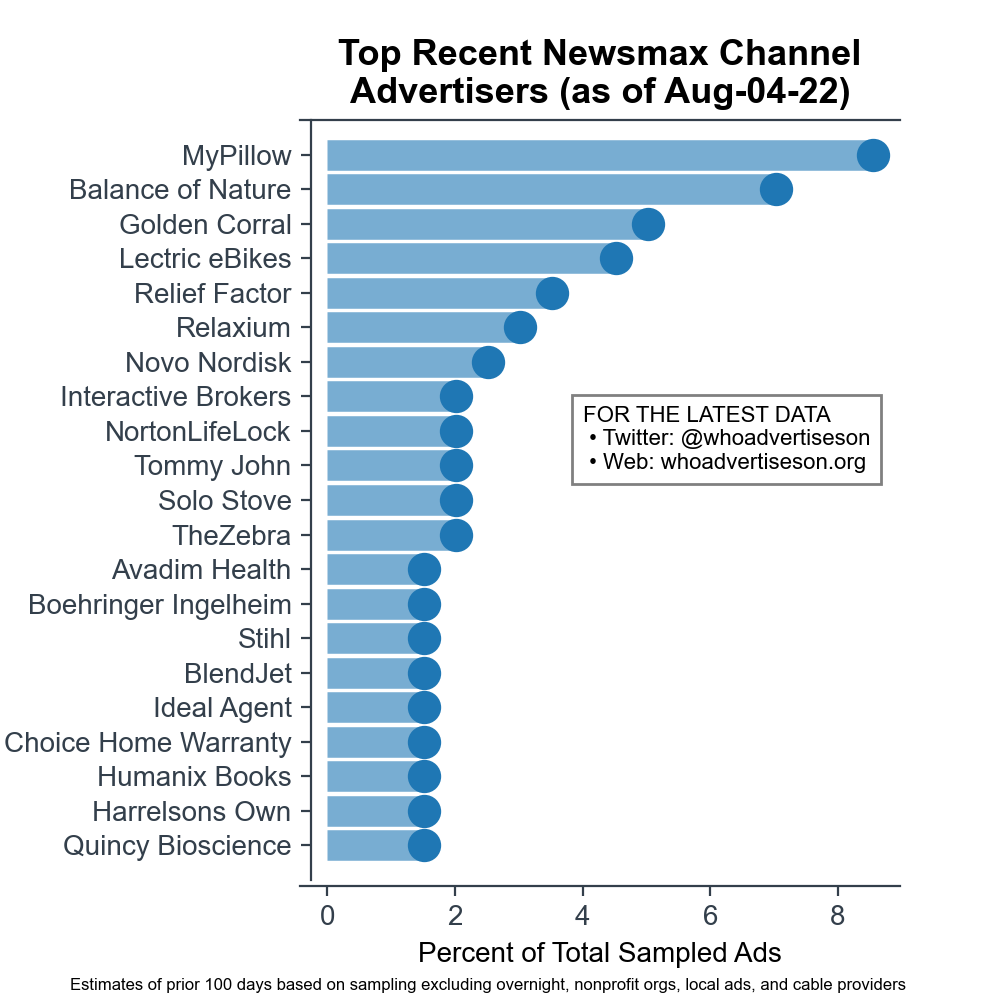 Top Recent Newsmax Channel
Advertisers (as of Aug-04-22)
MyPillow
Balance of Nature
Golden Corral
Lectric eBikes
Relief Factor
Relaxium
Novo Nordisk
Interactive Brokers
NortonLifeLock
Tommy John
Solo Stove
TheZebra
Avadim Health
Boehringer Ingelheim
Stihl
BlendJet
Ideal Agent
Choice Home Warranty
Humanix Books
Harrelsons Own
Quincy Bioscience
FOR THE LATEST DATA
• Twitter: @whoadvertiseson
• Web: whoadvertiseson.org
0 2 4 6 8
Percent of Total Sampled Ads
Estimates of prior 100 days based on sampling excluding overnight, nonprofit orgs, local ads, and cable providers